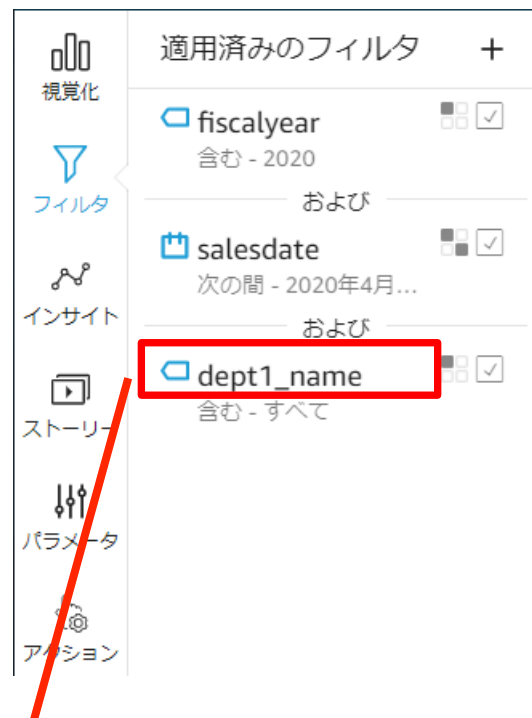 適用済みのフィルタ +
視覚化
fiscalyear
含む - 2020
フィルタ
および
salesdate
次の間 - 2020年4月...
インサイト
および
dept1_name
含む - すべて
ストーリー
パラメータ
アクション